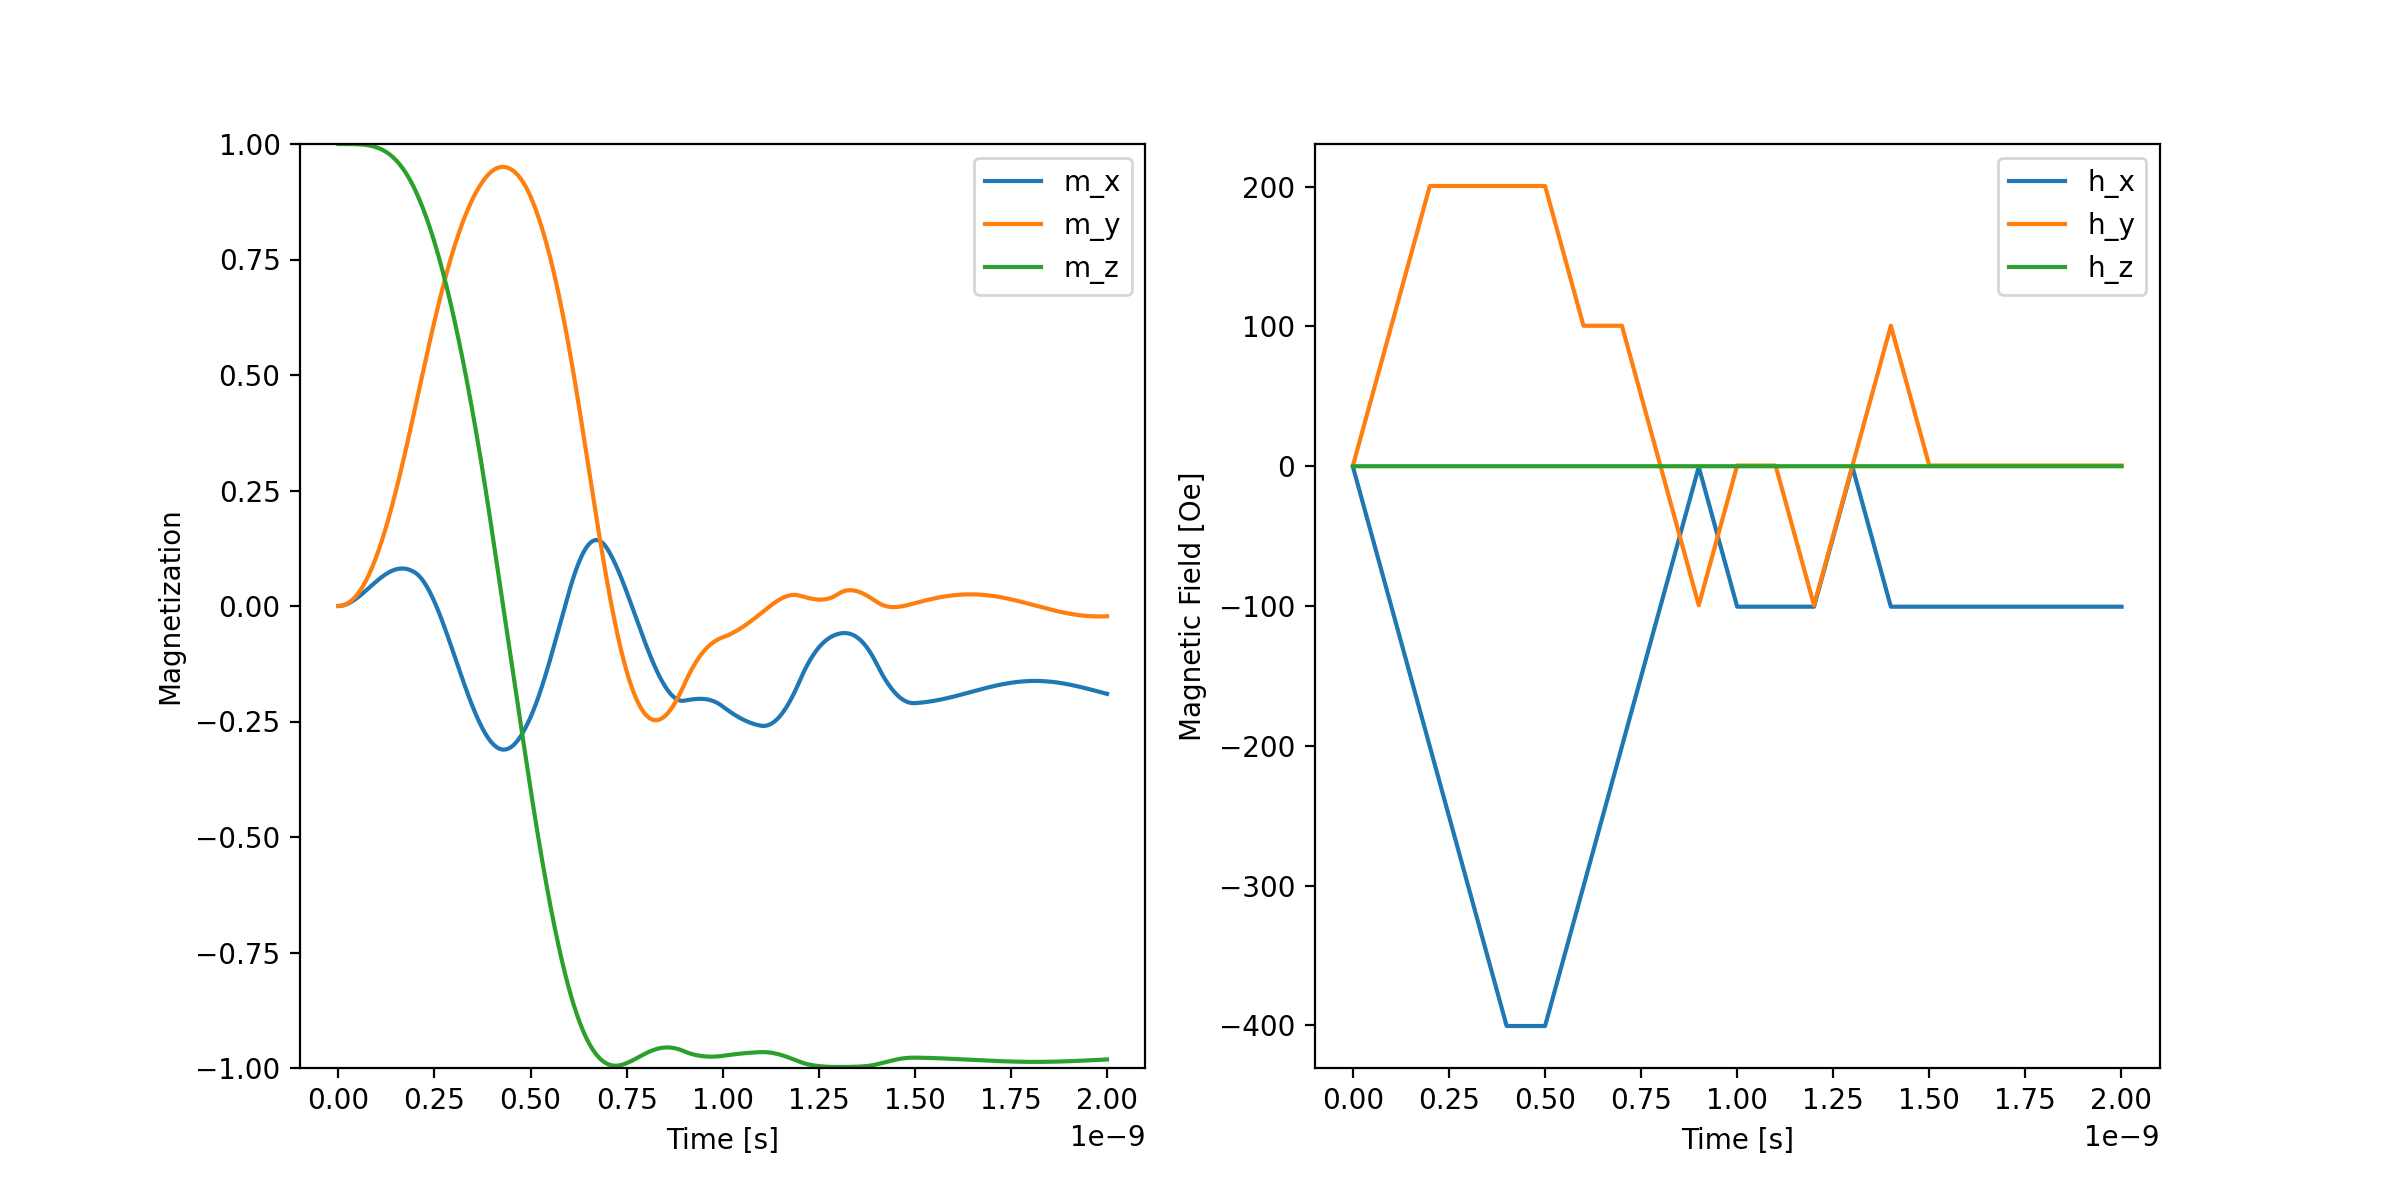 1.00
0.75
0.50
0.25
0.00
−0.25
−0.50
−0.75
−1.00
Magnetization
m_x
m_y
m_z
0.00 0.25 0.50 0.75 1.00 1.25 1.50 1.75 2.00
Time [s]
1e−9
200
100
0
−100
−200
−300
−400
Magnetic Field [Oe]
h_x
h_y
h_z
0.00 0.25 0.50 0.75 1.00 1.25 1.50 1.75 2.00
Time [s]
1e−9